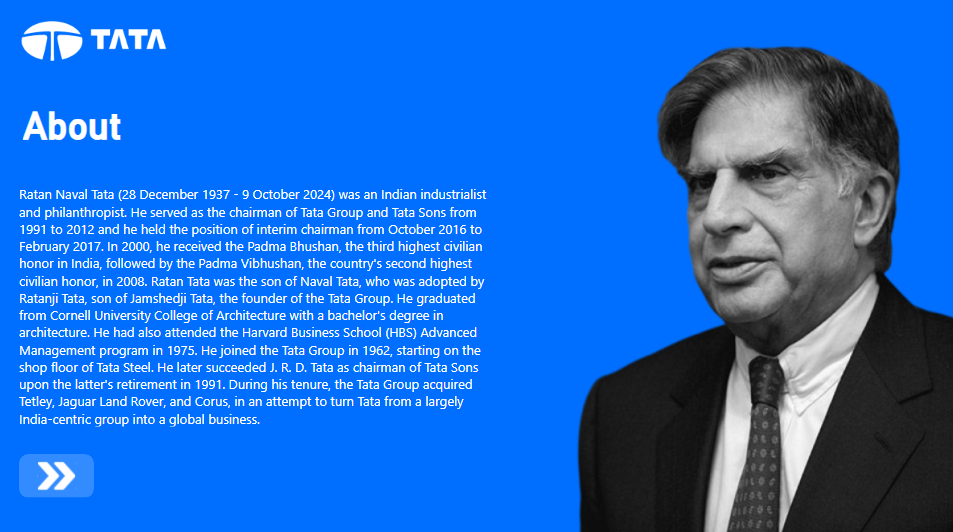 TATA
About
Ratan Naval Tata (28 December 1937 - 9 October 2024) was an Indian industrialist
and philanthropist. He served as the chairman of Tata Group and Tata Sons from
1991 to 2012 and he held the position of interim chairman from October 2016 to
February 2017. In 2000, he received the Padma Bhushan, the third highest civilian
honor in India, followed by the Padma Vibhushan, the country's second highest
civilian honor, in 2008. Ratan Tata was the son of Naval Tata, who was adopted by
Ratanji Tata, son of Jamshedji Tata, the founder of the Tata Group. He graduated
from Cornell University College of Architecture with a bachelor's degree in
architecture. He had also attended the Harvard Business School (HBS) Advanced
Management program in 1975. He joined the Tata Group in 1962, starting on the
shop floor of Tata Steel. He later succeeded J. R. D. Tata as chairman of Tata Sons
upon the latter's retirement in 1991. During his tenure, the Tata Group acquired
Tetley, Jaguar Land Rover, and Corus, in an attempt to turn Tata from a largely
India-centric group into a global business.